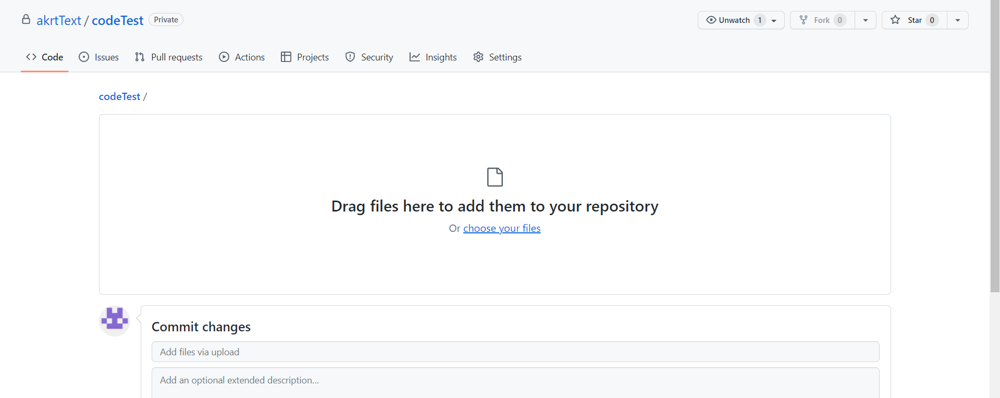 akrtText / codeTest Private
Unwatch 1 Fork 0 Star 0
Code Issues Pull requests Actions Projects Security Insights Settings
codeTest /
Drag files here to add them to your repository
Or choose your files
Commit changes
Add files via upload
Add an optional extended description...